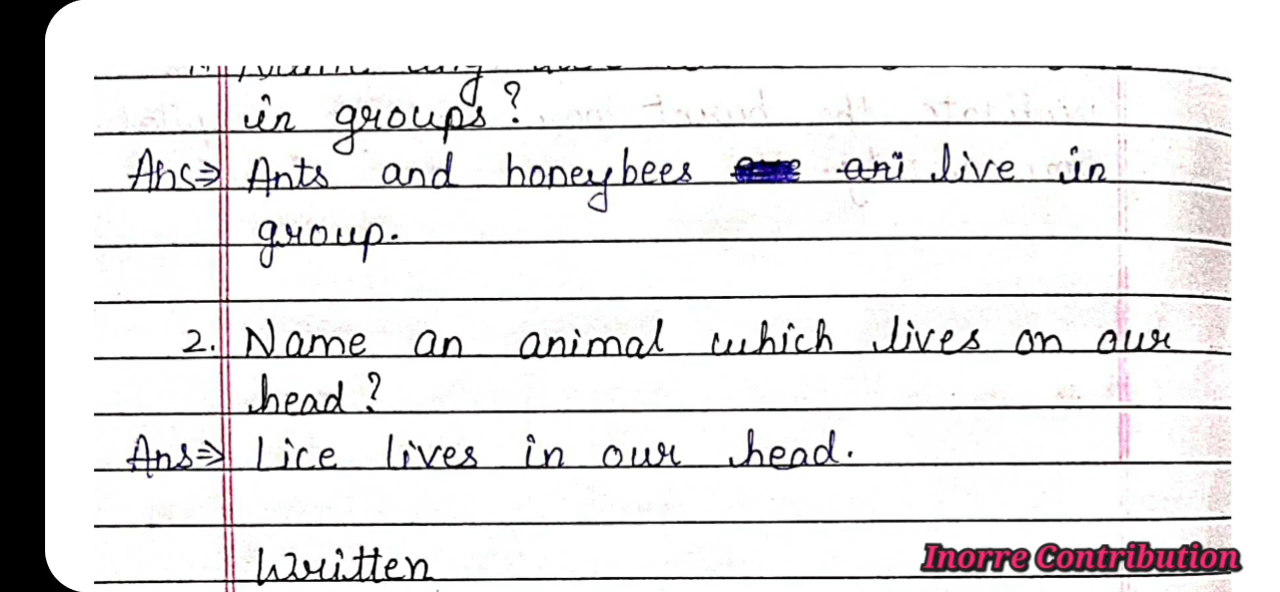 in groups?
Ans⇒ Ants and honeybees ani live in
group.
2. Name an animal which lives on our
head?
Ans⇒ Lice lives in our head.
Written
Inorre Contribution